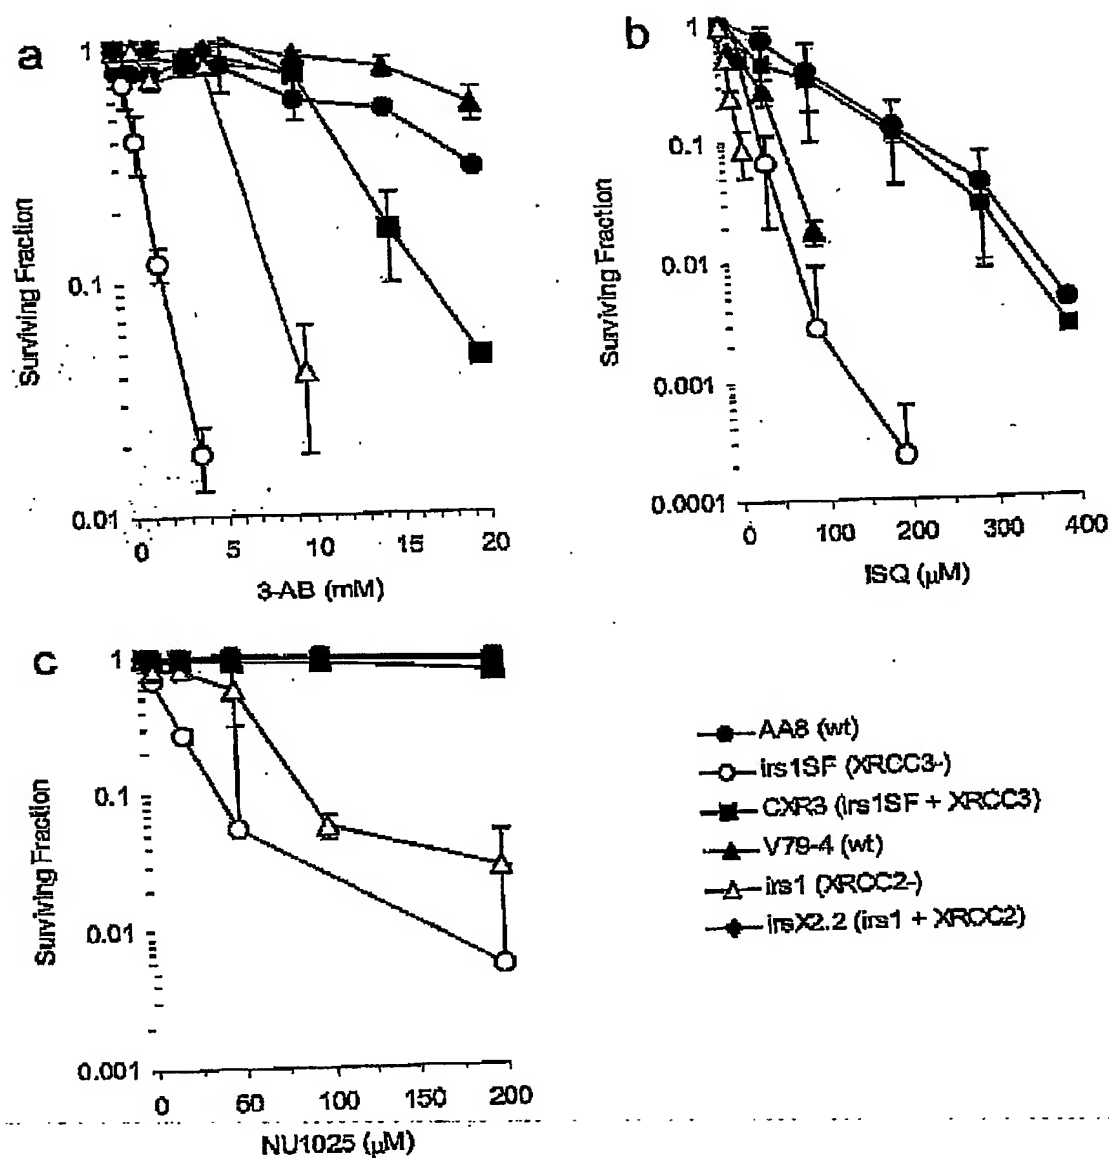 a
1
0.1
0.01
Surviving Fraction
0 5 10 15 20
3-AB (mM)
b
1
0.1
0.01
0.001
0.0001
Surviving Fraction
0 100 200 300 400
ISQ (μM)
c
1
0.1
0.01
0.001
Surviving Fraction
0 50 100 150 200
NU1025 (μM)
AA8 (wt)
irs1SF (XRCC3-)
CXR3 (irs1SF + XRCC3)
V79-4 (wt)
irs1 (XRCC2-)
irsX2.2 (irs1 + XRCC2)